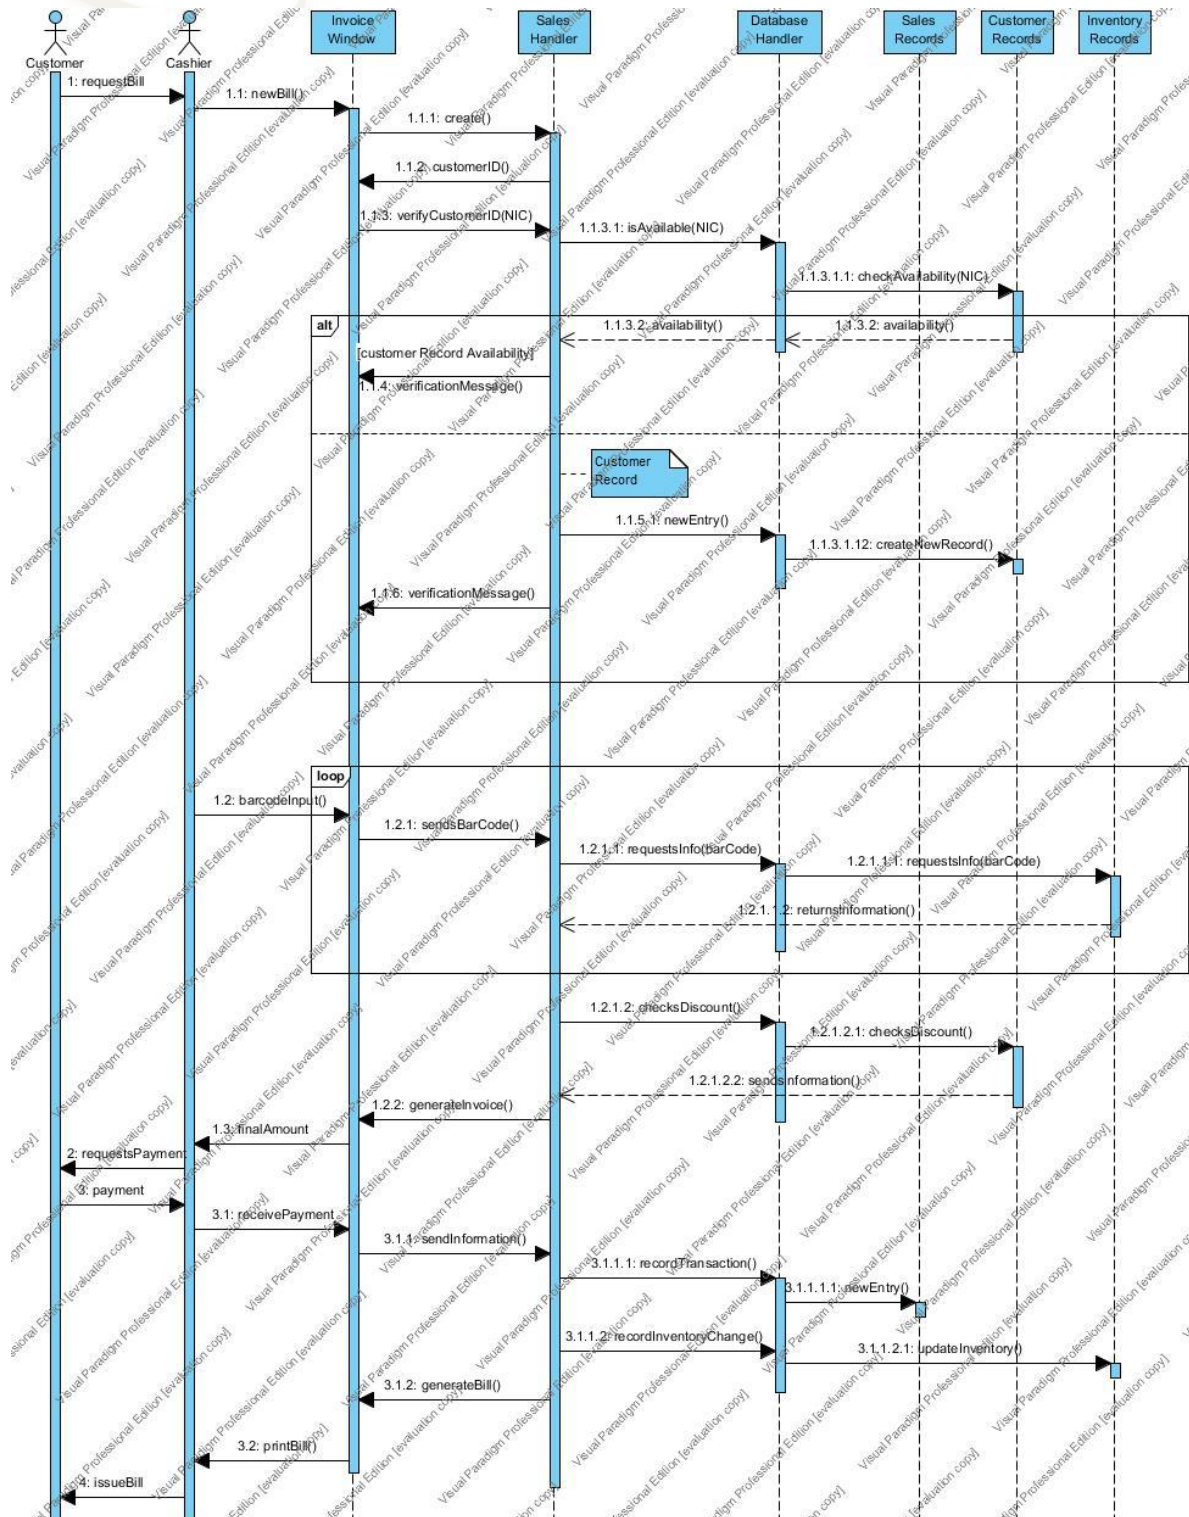 Invoice
Window
Sales
Handler
Database
Handler
Sales
Records
Customer
Records
Inventory
Records
Customer
Cashier
1: requestBill
1.1: newBill()
1.1.1: create()
1.1.2: customerID()
1.1.3: verifyCustomerID(NIC)
1.1.3.1: isAvailable(NIC)
1.1.3.1.1: checkAvailability(NIC)
alt
1.1.3.2: availability()
1.1.3.2: availability()
[customer Record Availability]
1.1.4: verificationMessage()
Customer
Record
1.1.5.1: newEntry()
1.1.3.1.12: createNewRecord()
1.1.6: verificationMessage()
loop
1.2: barcodeInput()
1.2.1: sendsBarCode()
1.2.1.1: requestsInfo(barCode)
1.2.1.1.1: requestsInfo(barCode)
1.2.1.1.2: returnsInformation()
1.2.1.2: checksDiscount()
1.2.1.2.1: checksDiscount()
1.2.1.2.2: sendsInformation()
1.2.2: generateInvoice()
1.3: finalAmount
2: requestsPayment
3: payment
3.1: receivePayment
3.1.1: sendInformation()
3.1.1.1: recordTransaction()
3.1.1.1.1: newEntry()
3.1.1.2: recordInventoryChange()
3.1.1.2.1: updateInventory()
3.1.2: generateBill()
3.2: printBill()
4: issueBill
Visual Paradigm Professional Edition [evaluation copy]